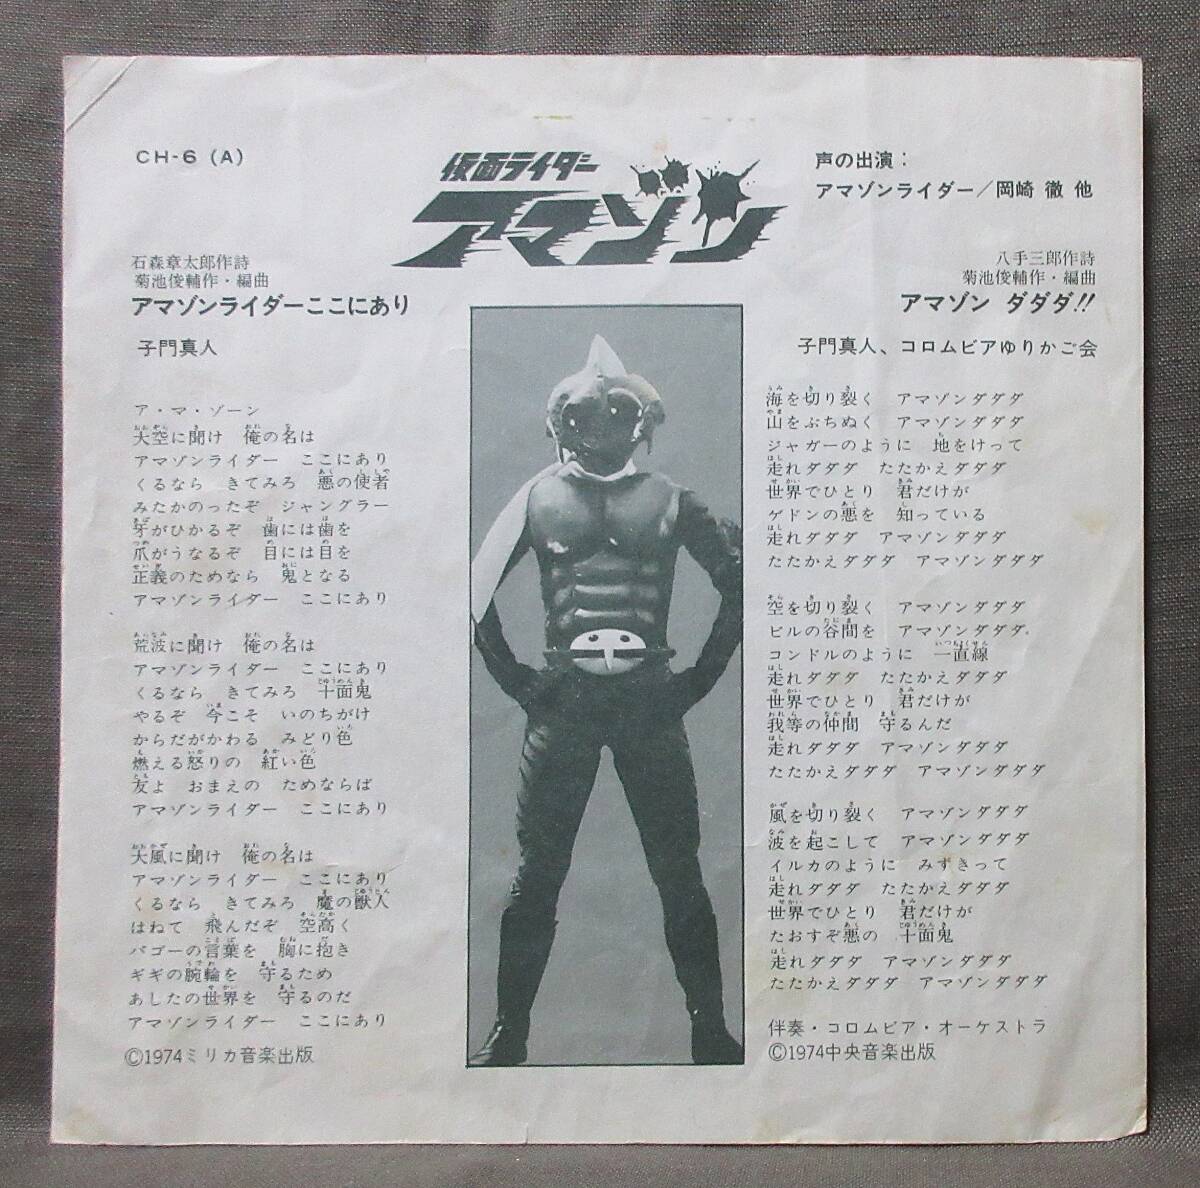 CH-6 (A)
仮面ライダー
アマゾン
声の出演:
アマゾンライダー/岡崎 徹 他
石森章太郎作詩
菊池俊輔作・編曲
アマゾンライダーここにあり
子門真人
ア・マ・ゾーン
大空に聞け 俺の名は
アマゾンライダー ここにあり
くるなら きてみろ 悪の使者
みたかのったぞ ジャングラー
牙がひかるぞ 歯には歯を
爪がうなるぞ 目には目を
正義のためなら 鬼となる
アマゾンライダー ここにあり
荒波に聞け 俺の名は
アマゾンライダー ここにあり
くるなら きてみろ 十面鬼
やるぞ 今こそ いのちがけ
からだがかわる みどり色
燃える怒りの 紅い色
友よ おまえの ためならば
アマゾンライダー ここにあり
大風に聞け 俺の名は
アマゾンライダー ここにあり
くるなら きてみろ 魔の獣人
はねて 飛んだぞ 空高く
バゴーの言葉を 胸に抱き
ギギの腕輪を 守るため
あしたの世界を 守るのだ
アマゾンライダー ここにあり
©1974ミリカ音楽出版
八手三郎作詩
菊池俊輔作・編曲
アマゾン ダダダ!!
子門真人、コロムビアゆりかご会
海を切り裂く アマゾンダダダ
山をぶちぬく アマゾンダダダ
ジャガーのように 地をけって
走れダダダ たたかえダダダ
世界でひとり 君だけが
ゲドンの悪を 知っている
走れダダダ アマゾンダダダ
たたかえダダダ アマゾンダダダ
空を切り裂く アマゾンダダダ
ビルの谷間を アマゾンダダダ
コンドルのように 一直線
走れダダダ たたかえダダダ
世界でひとり 君だけが
我等の仲間 守るんだ
走れダダダ アマゾンダダダ
たたかえダダダ アマゾンダダダ
風を切り裂く アマゾンダダダ
波を起こして アマゾンダダダ
イルカのように みずきって
走れダダダ たたかえダダダ
世界でひとり 君だけが
たおすぞ悪の 十面鬼
走れダダダ アマゾンダダダ
たたかえダダダ アマゾンダダダ
伴奏・コロムビア・オーケストラ
©1974中央音楽出版